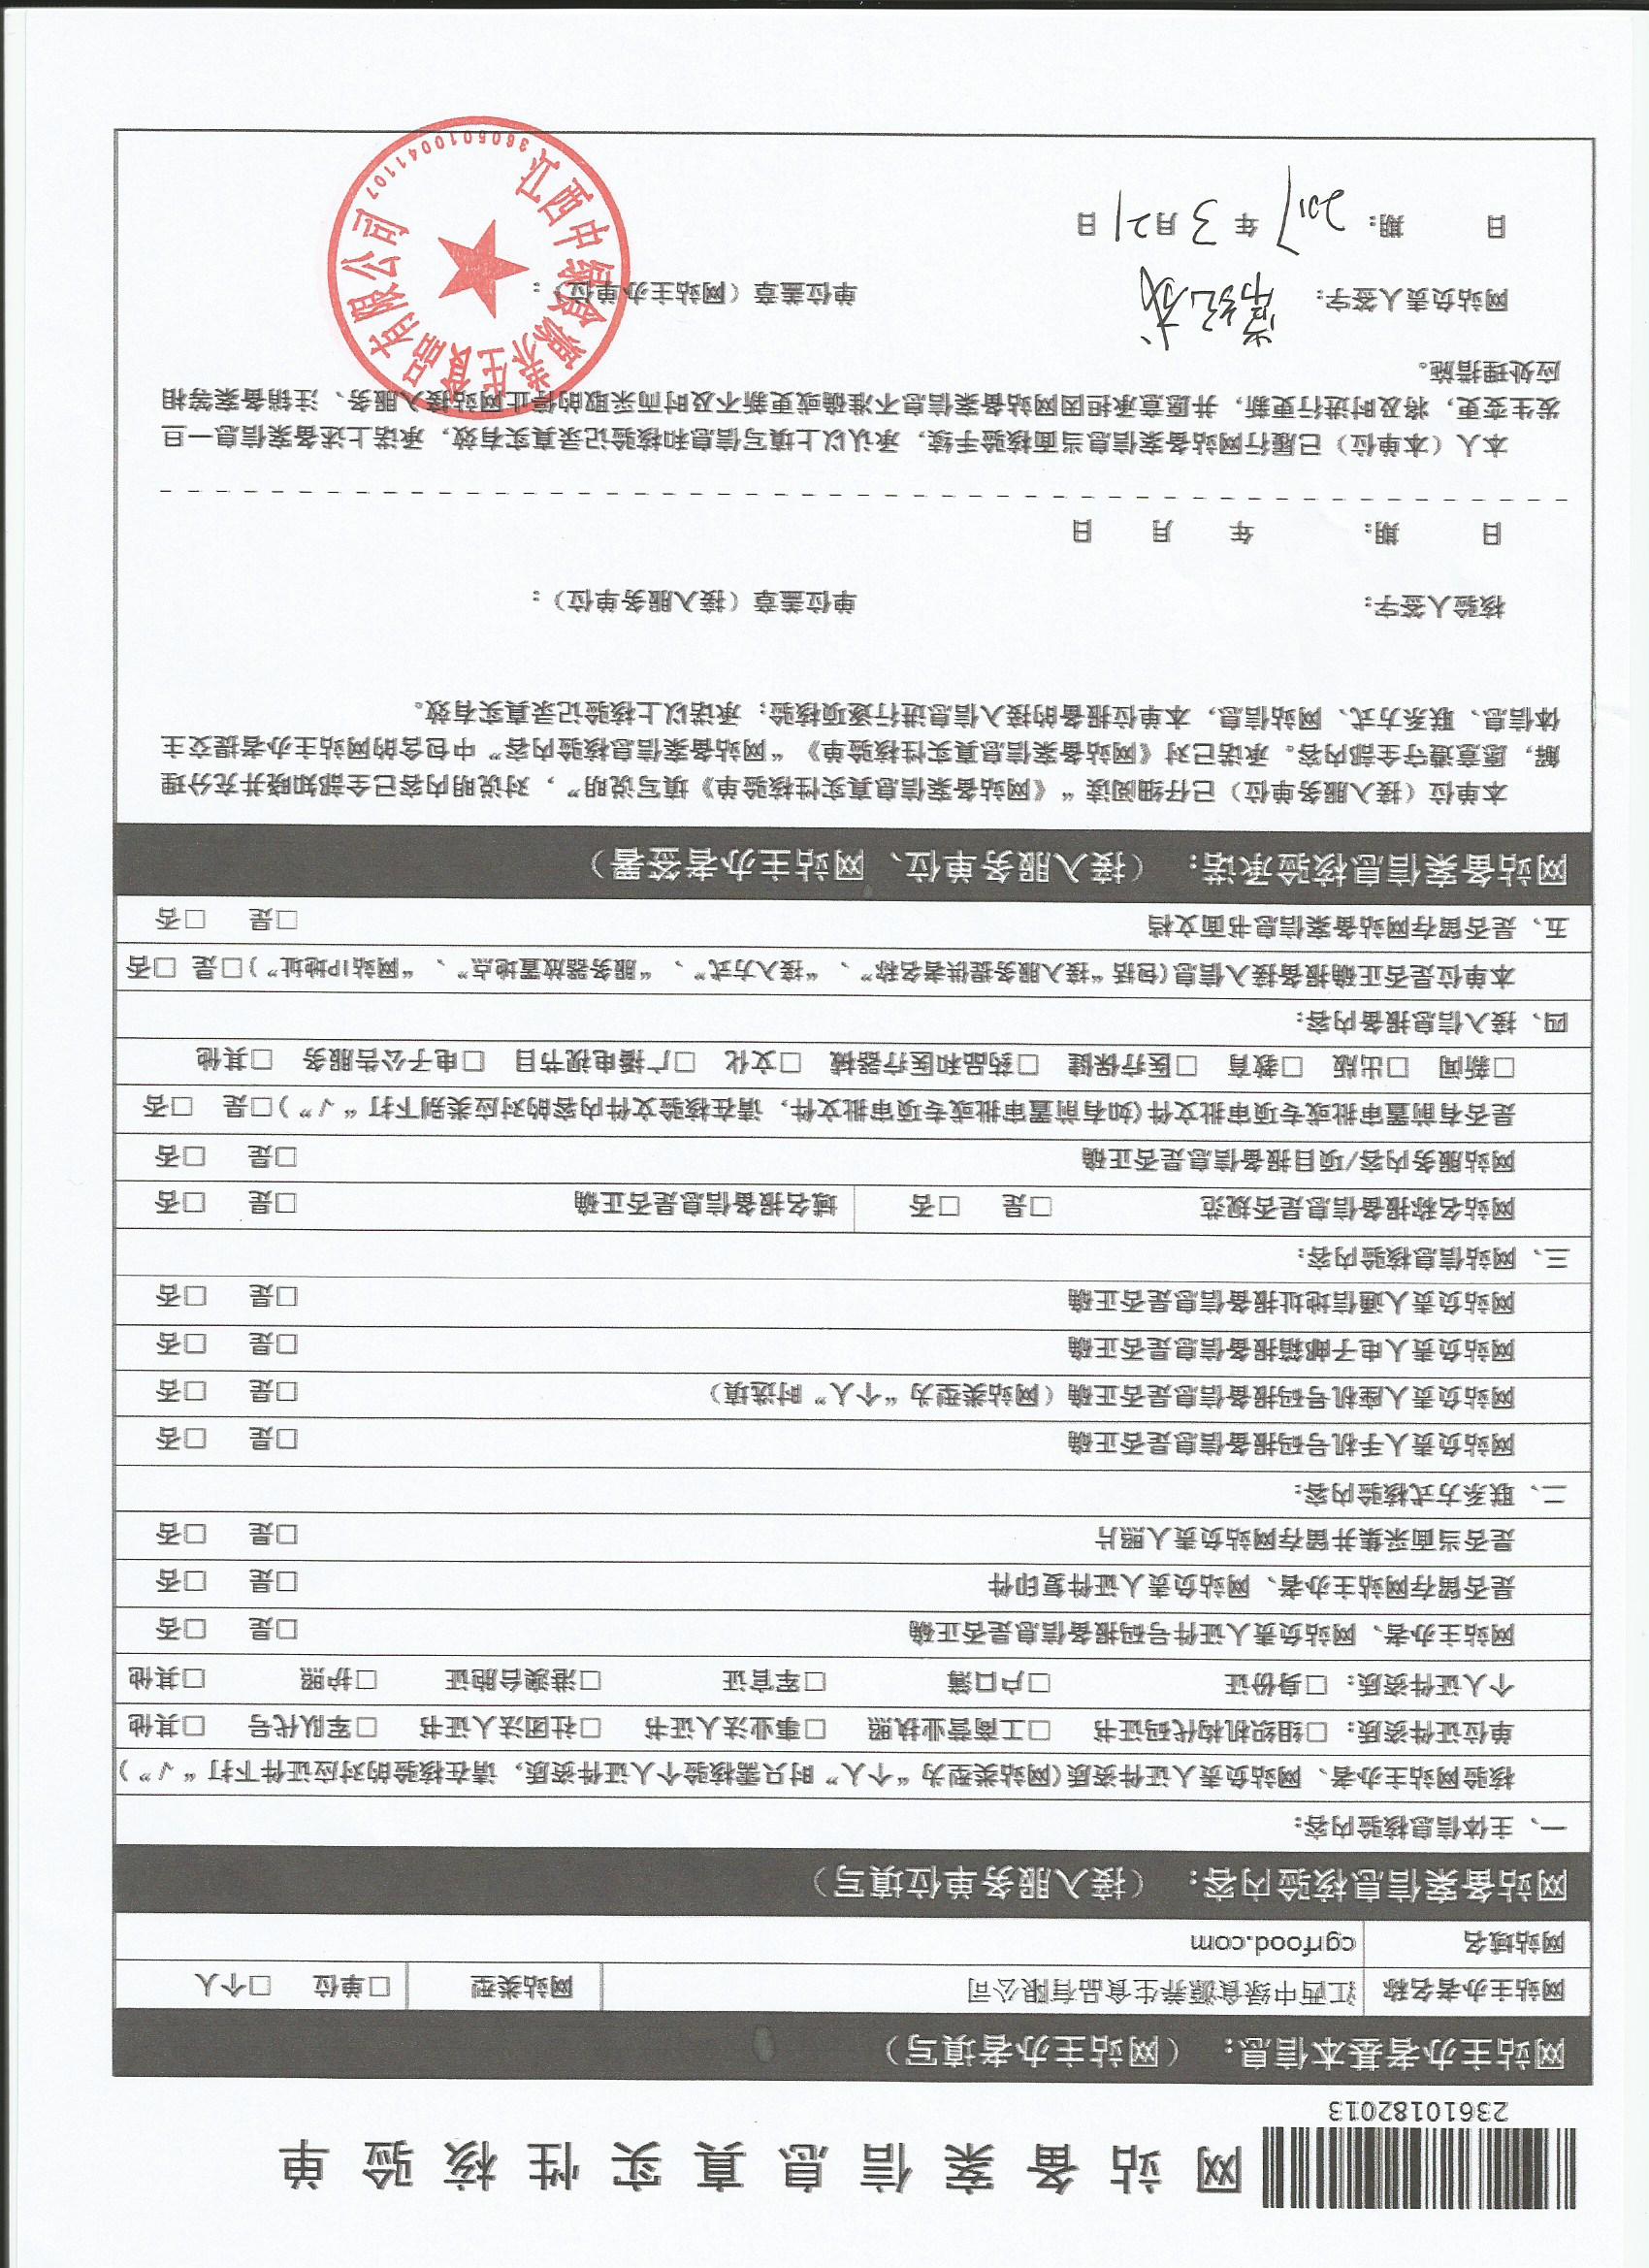 网站备案信息真实性核验单
23610182013
网站主办者基本信息：（网站主办者填写）
网站主办者名称 江西中绿食源养生食品有限公司 网站类型 □单位 □个人
网站域名 cgrfood.com
网站备案信息核验内容：（接入服务单位填写）
一、主体信息核验内容：
核验网站主办者、网站负责人证件资质(网站类型为“个人”时只需核验个人证件资质，请在核验的对应证件下打“√”)
单位证件资质：□组织机构代码证书 □工商营业执照 □事业法人证书 □社团法人证书 □军队代号 □其他
个人证件资质：□身份证 □户口簿 □军官证 □港澳台胞证 □护照 □其他
网站主办者、网站负责人证件号码报备信息是否正确 □是 □否
是否留存网站主办者、网站负责人证件复印件 □是 □否
是否当面采集并留存网站负责人照片 □是 □否
二、联系方式核验内容：
网站负责人手机号码报备信息是否正确 □是 □否
网站负责人座机号码报备信息是否正确（网站类型为“个人”时选填） □是 □否
网站负责人电子邮箱报备信息是否正确 □是 □否
网站负责人通信地址报备信息是否正确 □是 □否
三、网站信息核验内容：
网站名称报备信息是否规范 □是 □否 域名报备信息是否正确 □是 □否
网站服务内容/项目报备信息是否正确 □是 □否
是否有前置审批或专项审批文件(如有前置审批或专项审批文件，请在核验文件内容的对应类别下打“√”)□是 □否
□新闻 □出版 □教育 □医疗保健 □药品和医疗器械 □文化 □广播电视节目 □电子公告服务 □其他
四、接入信息报备内容：
本单位是否正确报备接入信息(包括“接入服务提供者名称”、“接入方式”、“服务器放置地点”、“网站IP地址”)□是 □否
五、是否留存网站备案信息书面文档 □是 □否
网站备案信息核验承诺：（接入服务单位、网站主办者签署）
本单位（接入服务单位）已仔细阅读“《网站备案信息真实性核验单》填写说明”，对说明内容已全部知晓并充分理
解，愿意遵守全部内容。承诺已对《网站备案信息真实性核验单》“网站备案信息核验内容”中包含的网站主办者提交主
体信息、联系方式、网站信息，本单位报备的接入信息进行逐项核验；承诺以上核验记录真实有效。
核验人签字： 单位盖章（接入服务单位）：
日 期： 年 月 日
本人（本单位）已履行网站备案信息当面核验手续，承认以上填写信息和核验记录真实有效，承诺上述备案信息一旦
发生变更，将及时进行更新，并愿意承担因网站备案信息不准确或更新不及时而采取的停止网站接入服务、注销备案等相
应处理措施。
网站负责人签字：常纪成 单位盖章（网站主办单位）：
日 期：2017年3月21日
江西中绿食源养生食品有限公司
3605010041107